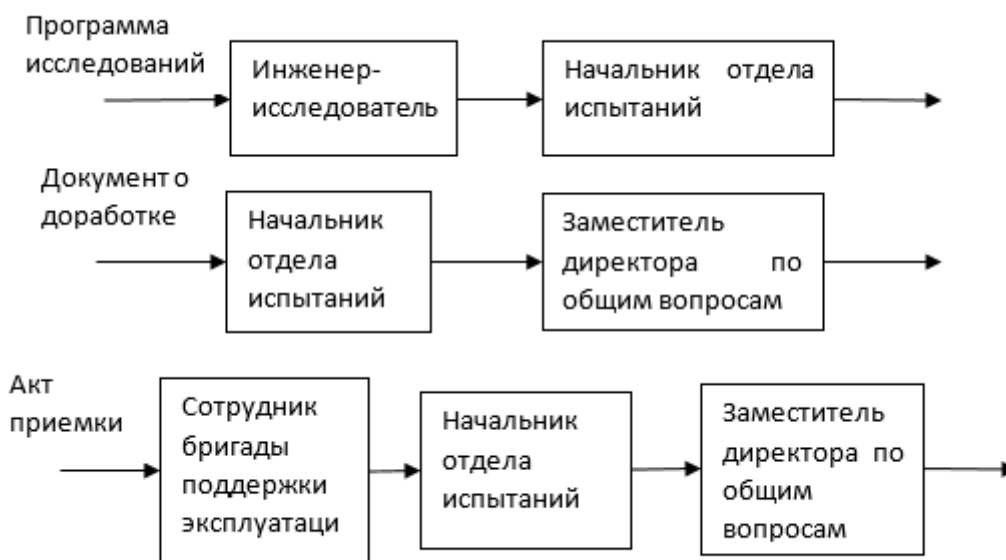 Программа
исследований
Инженер-
исследователь
Начальник отдела
испытаний
Документ о
доработке
Начальник
отдела
испытаний
Заместитель
директора по
общим вопросам
Акт
приемки
Сотрудник
бригады
поддержки
эксплуатаци
Начальник
отдела
испытаний
Заместитель
директора по
общим
вопросам